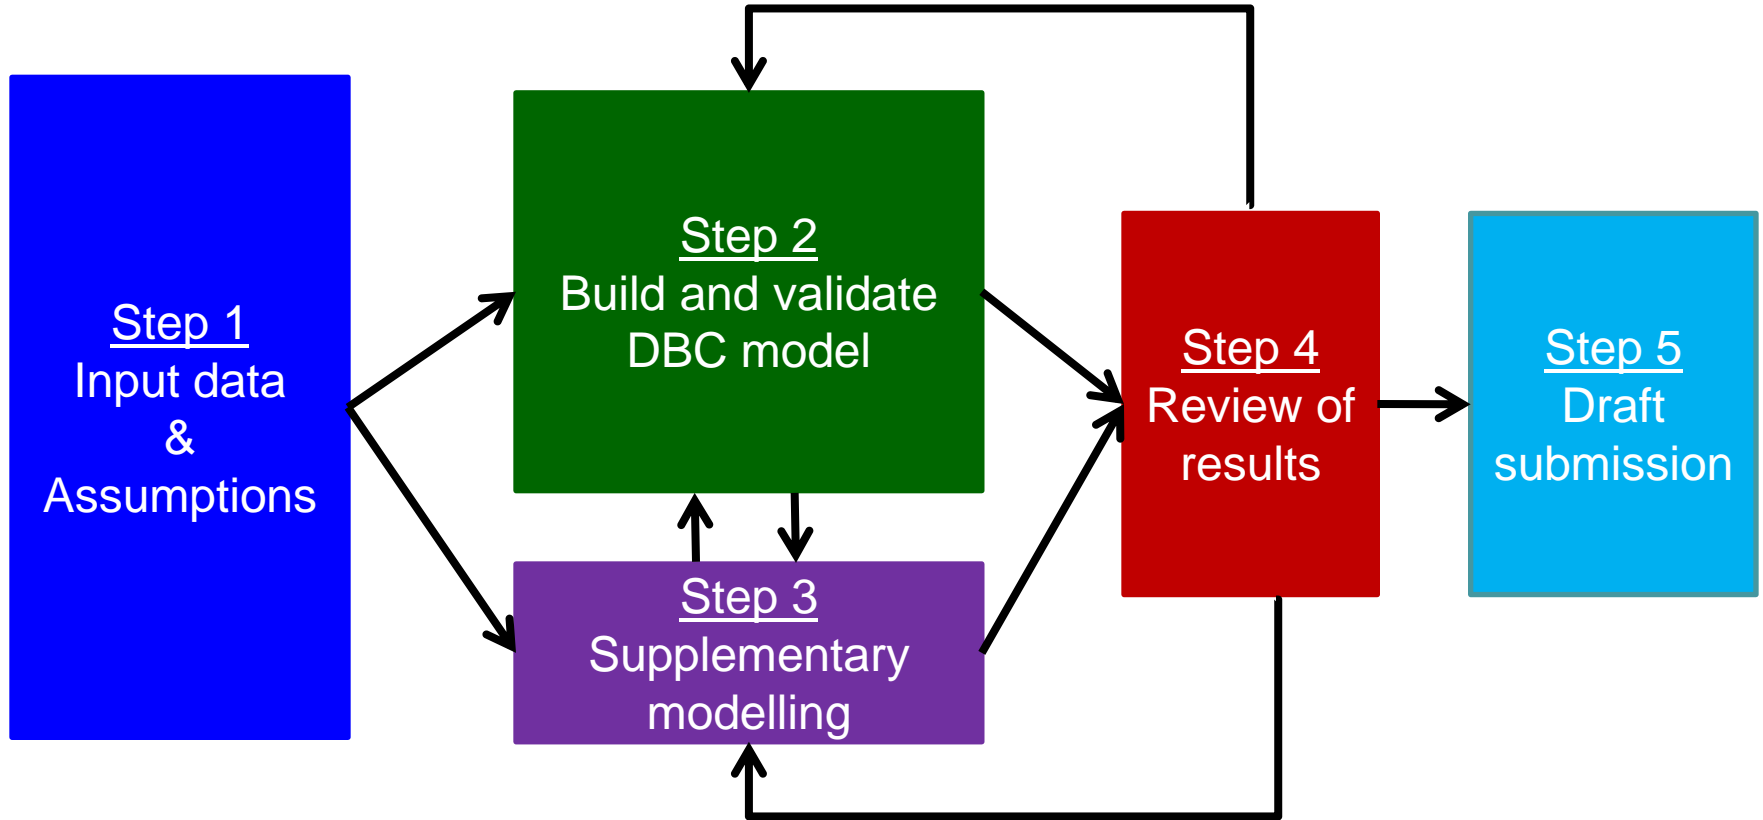 Step 1
Input data
&
Assumptions
Step 2
Build and validate
DBC model
Step 3
Supplementary
modelling
Step 4
Review of
results
Step 5
Draft
submission